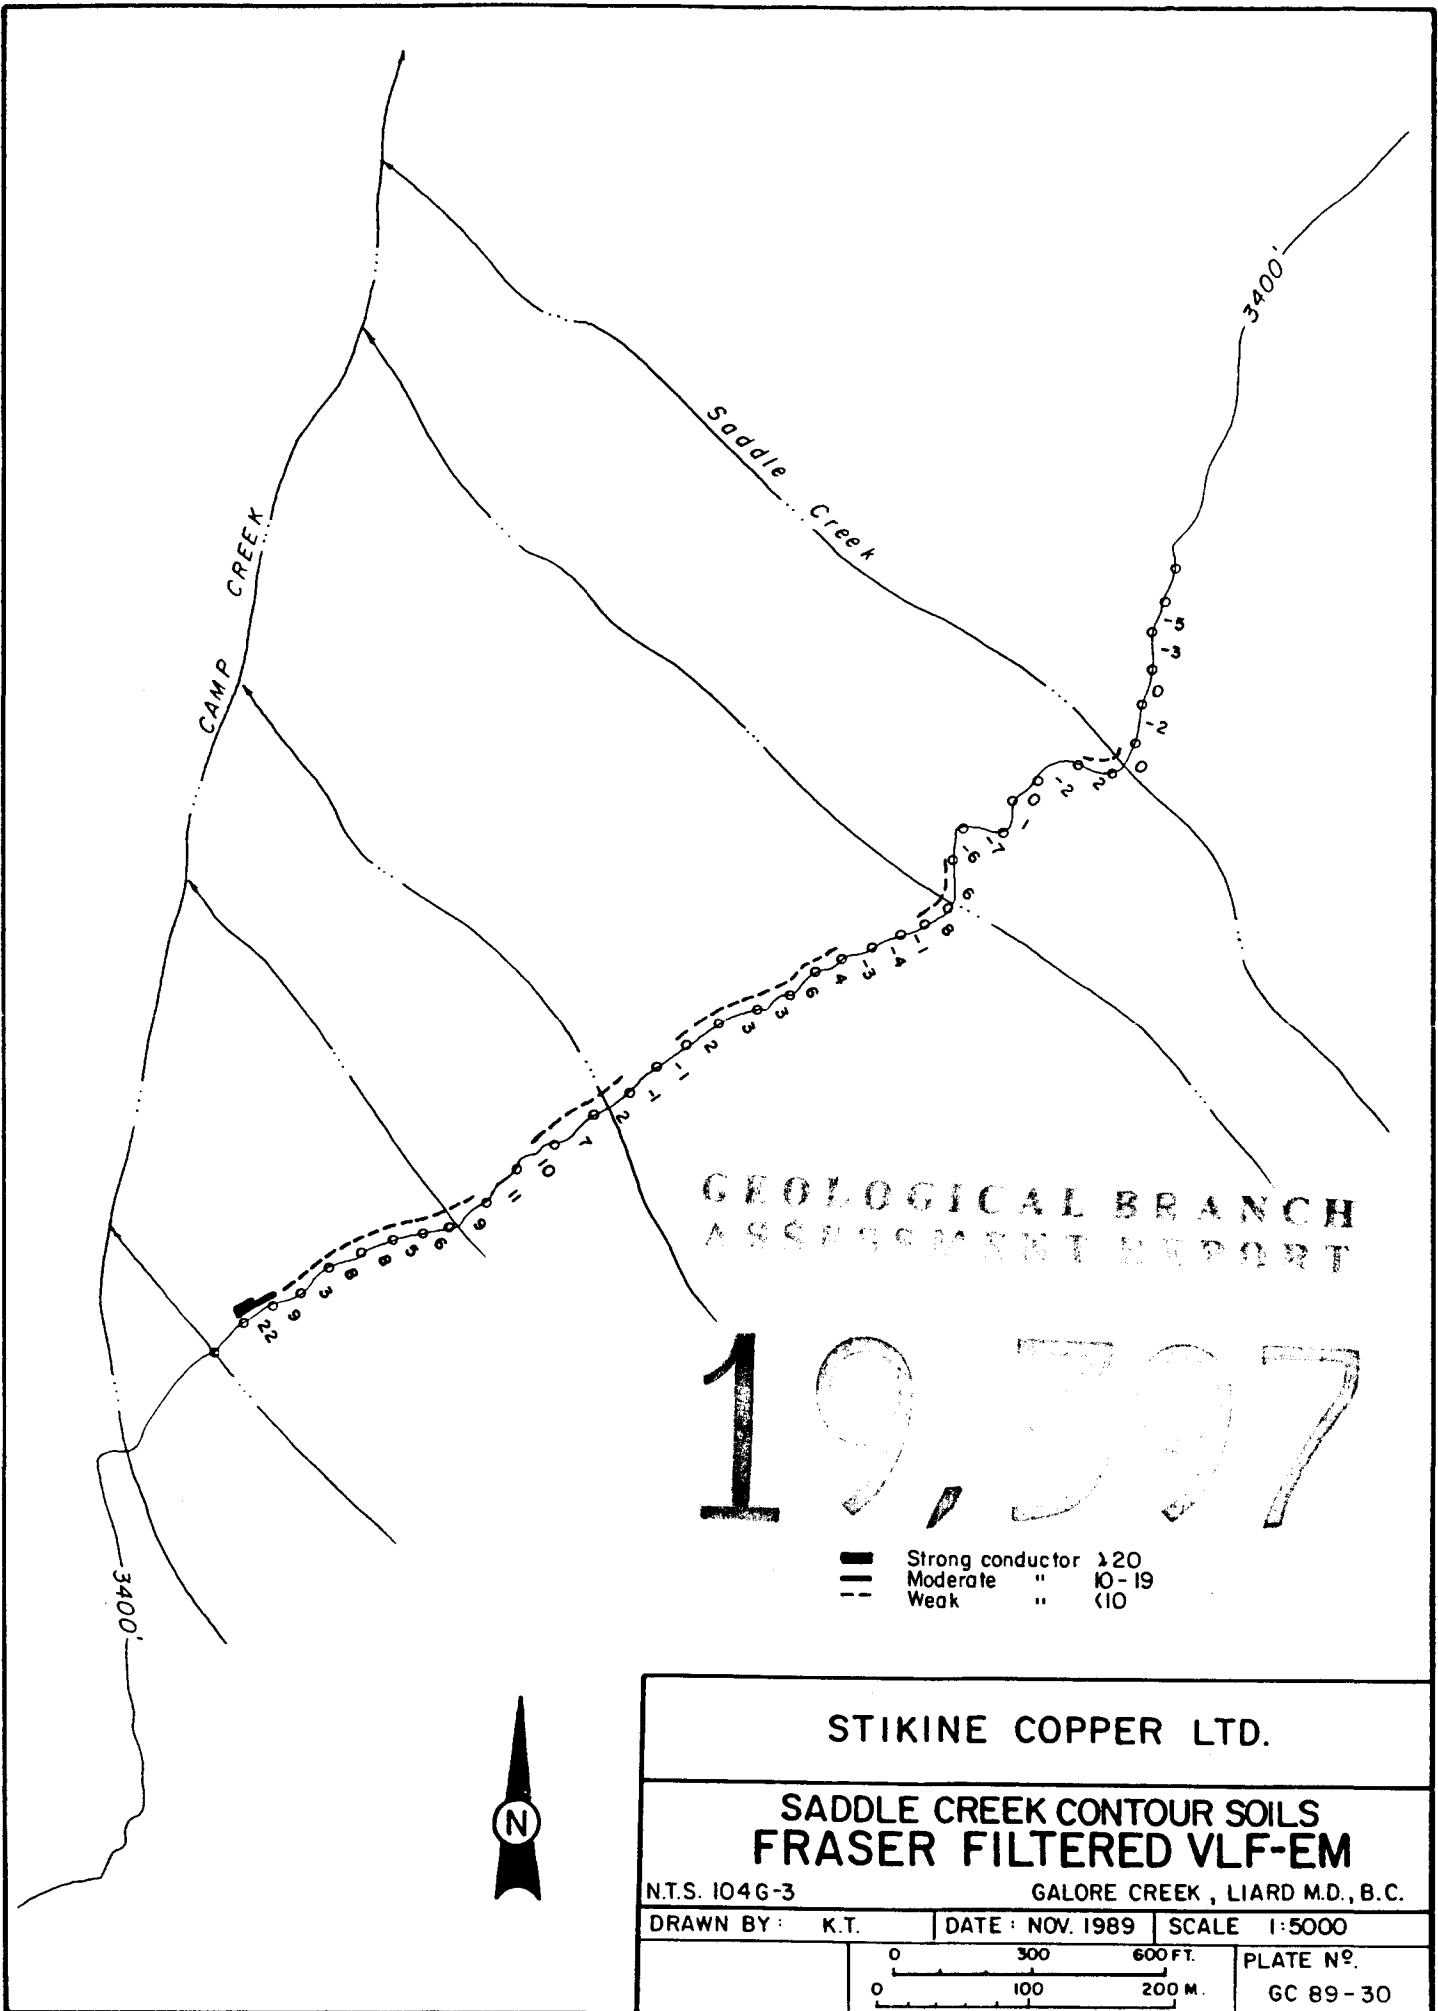 3400'
Saddle Creek
CAMP CREEK
-5
-3
0
-2
0
2
-2
0
-7
-6
6
8
-1
-4
-3
4
6
3
3
2
-1
-1
2
7
10
11
9
6
5
8
8
3
9
22
3400'
GEOLOGICAL BRANCH
ASSESSMENT REPORT
19,397
Strong conductor ≥20
Moderate " 10-19
Weak " <10
N
STIKINE COPPER LTD.
SADDLE CREEK CONTOUR SOILS
FRASER FILTERED VLF-EM
N.T.S. 104G-3 GALORE CREEK, LIARD M.D., B.C.
DRAWN BY: K.T. DATE: NOV. 1989 SCALE 1:5000
0 300 600 FT.
0 100 200 M.
PLATE Nº.
GC 89-30